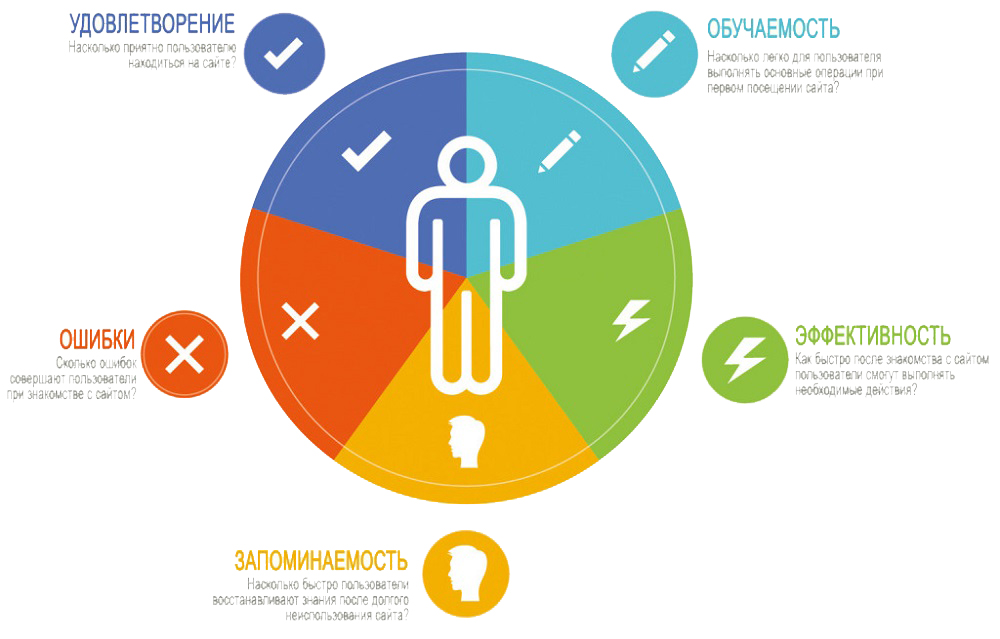 УДОВЛЕТВОРЕНИЕ
Насколько приятно пользователю
находиться на сайте?
ОБУЧАЕМОСТЬ
Насколько легко для пользователя
выполнять основные операции при
первом посещении сайта?
ОШИБКИ
Сколько ошибок
совершают пользователи
при знакомстве с сайтом?
ЭФФЕКТИВНОСТЬ
Как быстро после знакомства с сайтом
пользователи смогут выполнять
необходимые действия?
ЗАПОМИНАЕМОСТЬ
Насколько быстро пользователи
восстанавливают знания после долгого
неиспользования сайта?